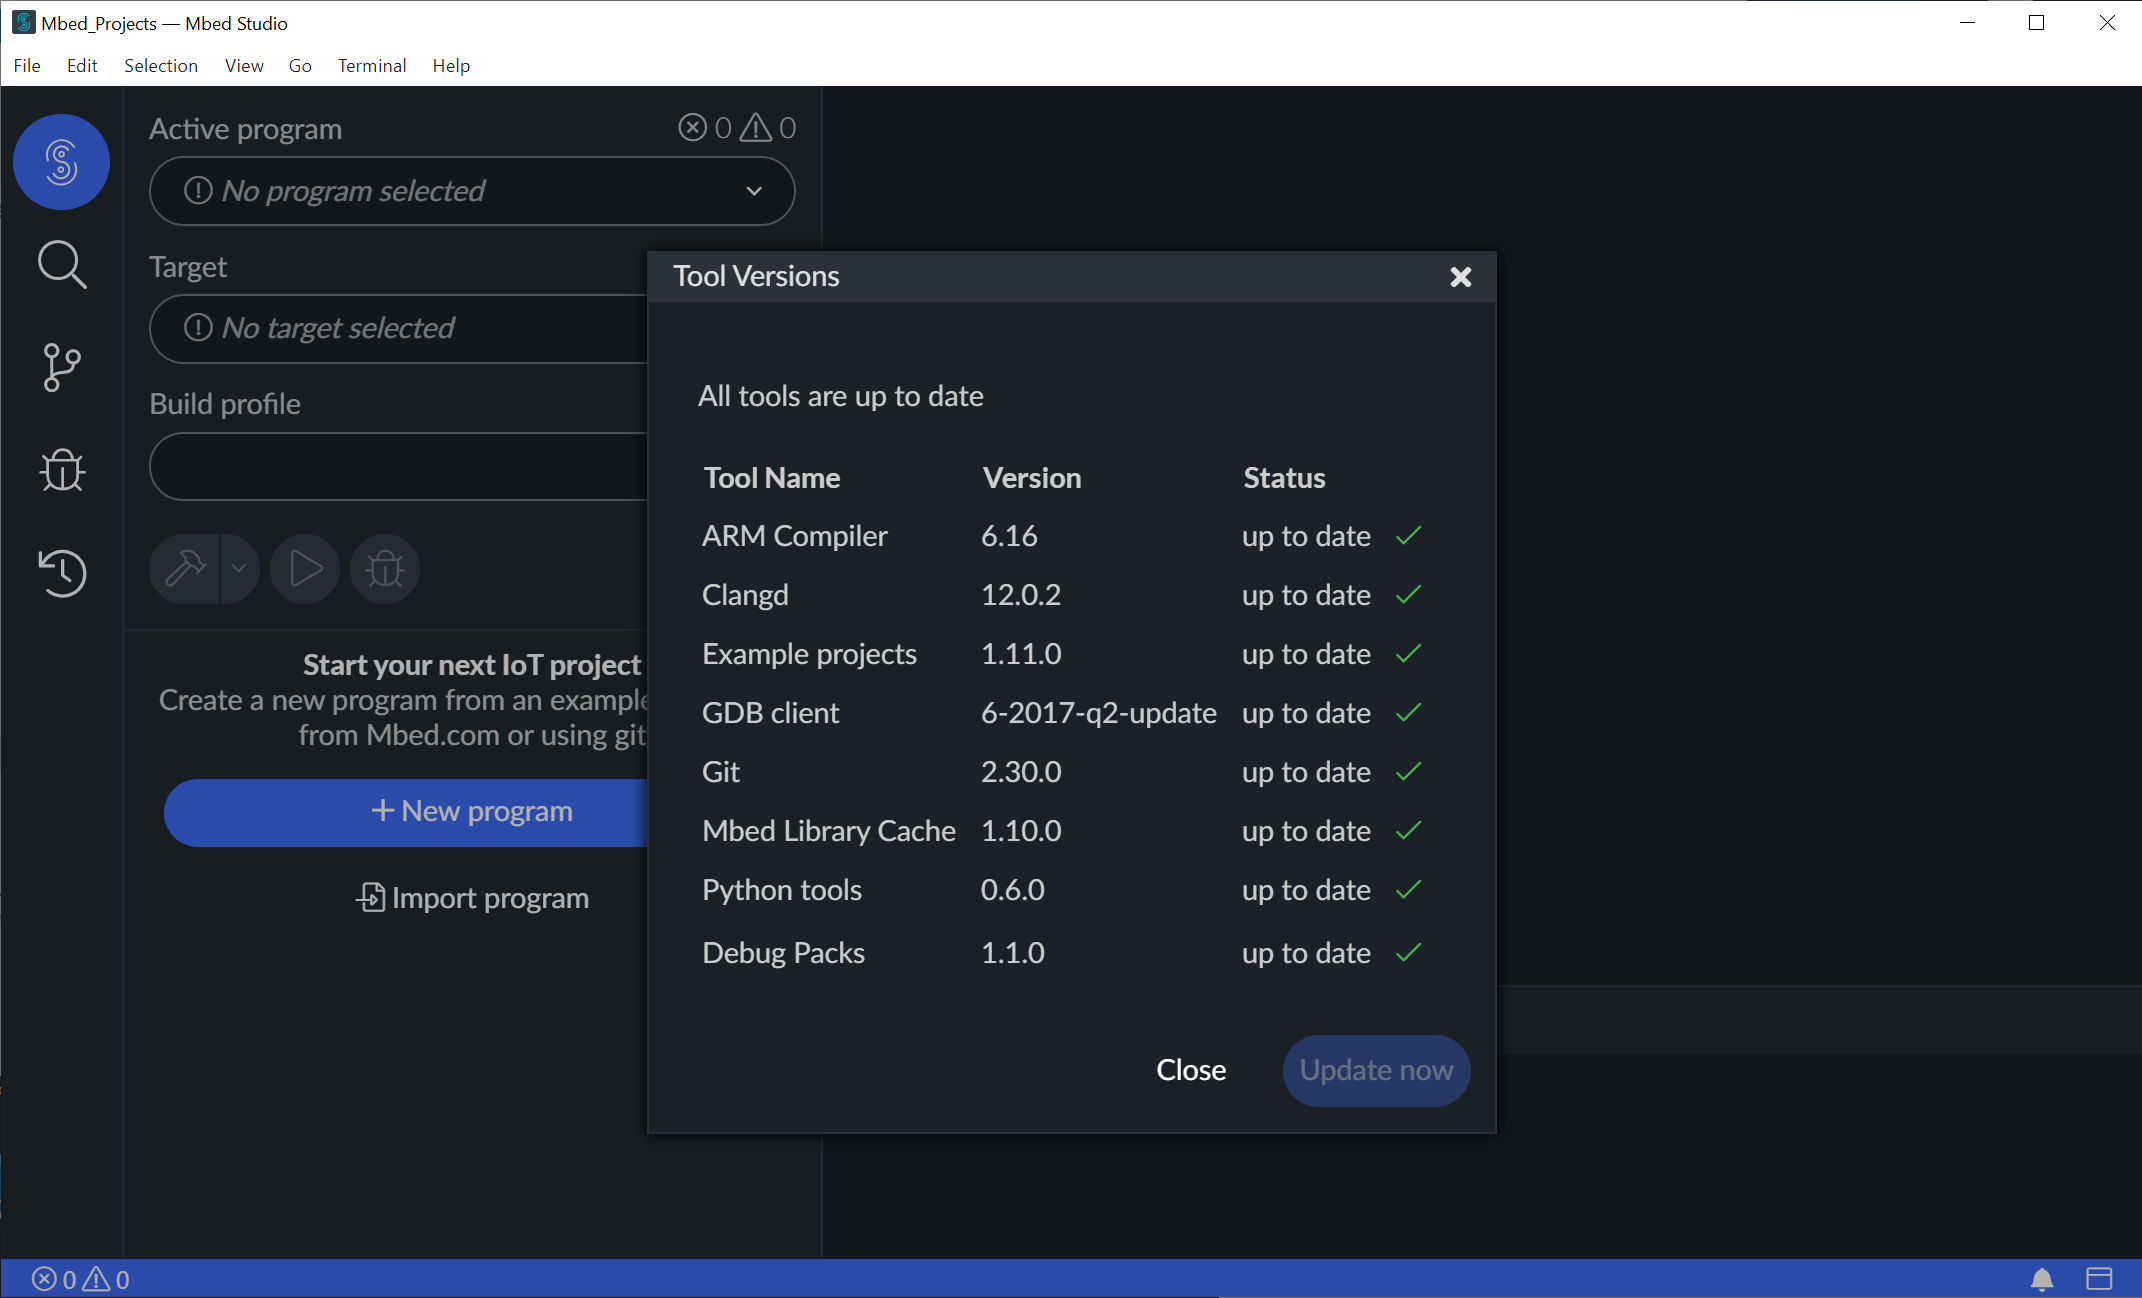 Mbed_Projects — Mbed Studio
File Edit Selection View Go Terminal Help
Active program 0 0
No program selected
Target
No target selected
Build profile
Start your next IoT project
Create a new program from an example
from Mbed.com or using git
New program
Import program
Tool Versions
All tools are up to date
Tool Name Version Status
ARM Compiler 6.16 up to date
Clangd 12.0.2 up to date
Example projects 1.11.0 up to date
GDB client 6-2017-q2-update up to date
Git 2.30.0 up to date
Mbed Library Cache 1.10.0 up to date
Python tools 0.6.0 up to date
Debug Packs 1.1.0 up to date
Close Update now
0 0